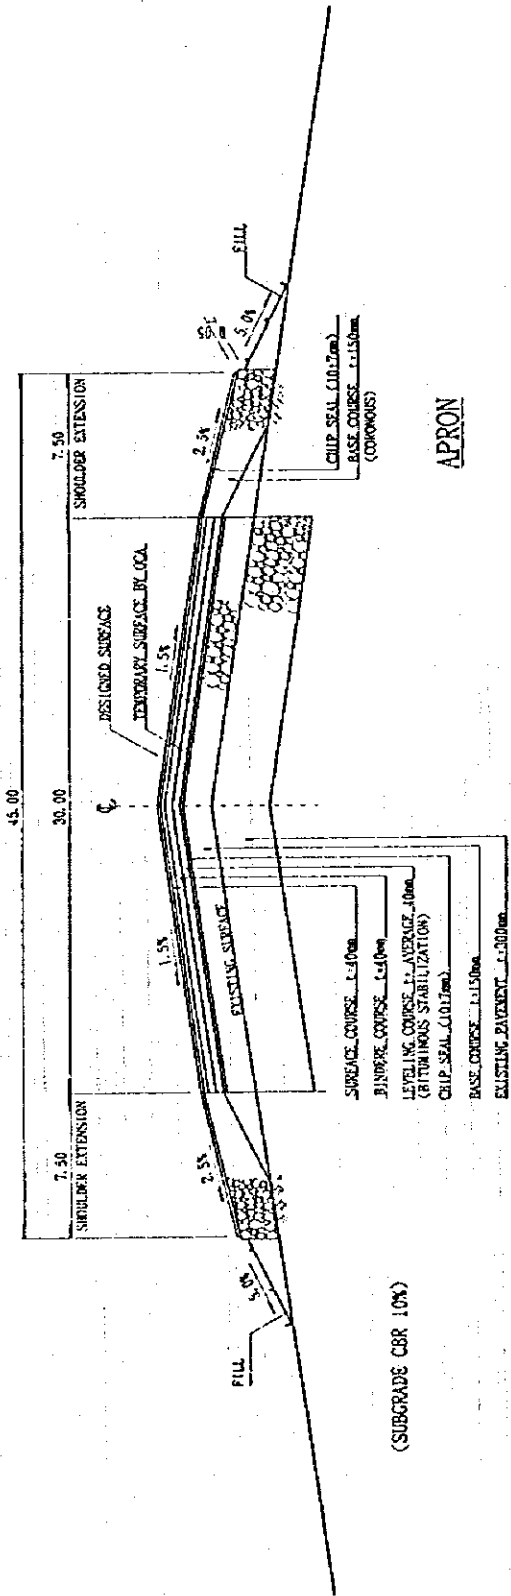 45.00
7.50
30.00
7.50
SHOULDER EXTENSION
SHOULDER EXTENSION
DESIGNED SURFACE
TEMPORARY SURFACE BY OCA
℄
FILL
5.0%
2.5%
1.5%
1.5%
2.5%
5.0%
FILL
EXISTING SURFACE
SURFACE COURSE t=40mm
BINDERE COURSE t=40mm
LEVELING COURSE t= AVERAGE 40mm
(BITUMINOUS STABILIZATION)
CHIP SEAL (10+7mm)
BASE COURSE t=150mm
EXISTING PAVEMENT t=300mm
CHIP SEAL (10+7mm)
BASE COURSE t=150mm
(CORONOUS)
(SUBGRADE CBR 10%)
APRON